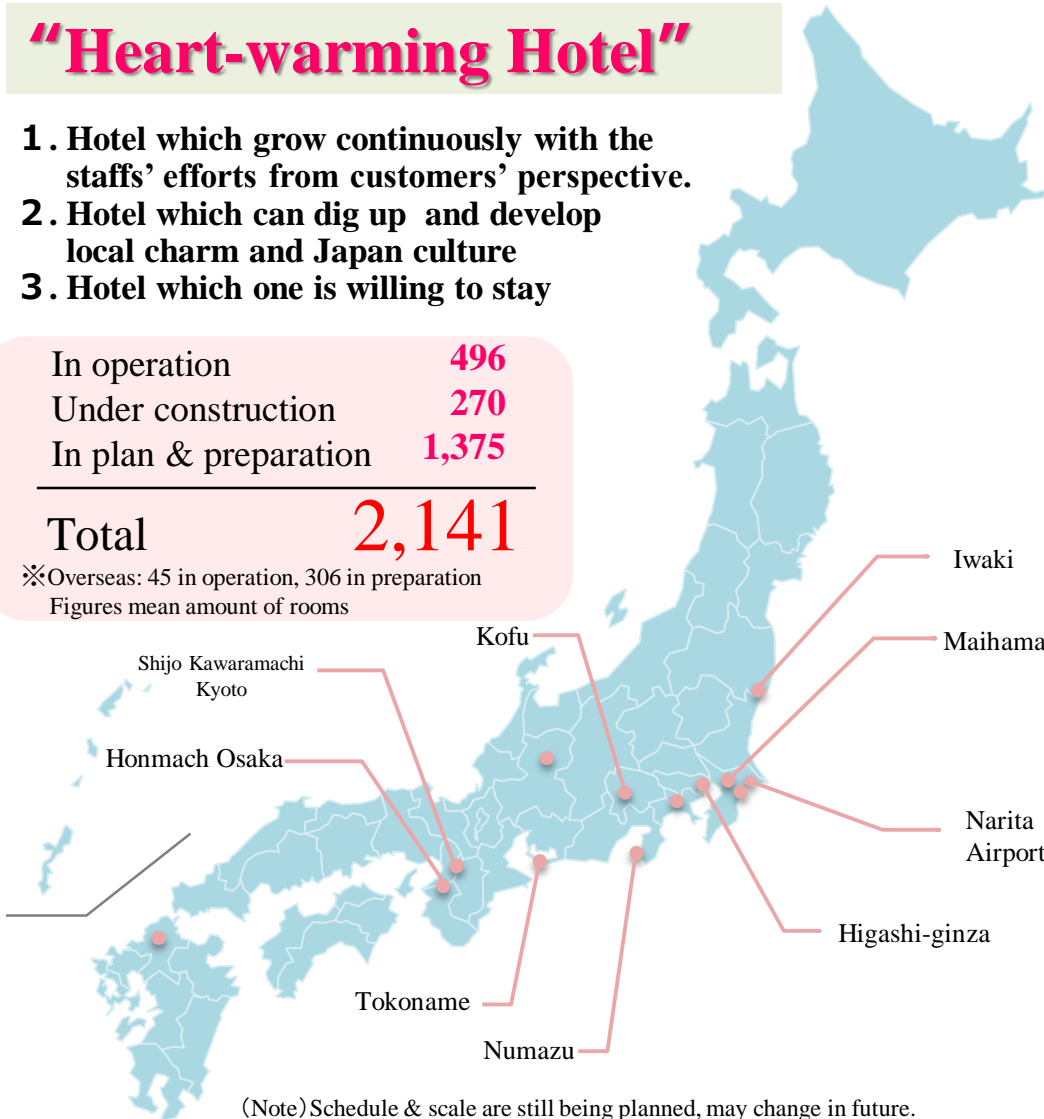 “Heart-warming Hotel”
1. Hotel which grow continuously with the
staffs’ efforts from customers’ perspective.
2. Hotel which can dig up and develop
local charm and Japan culture
3. Hotel which one is willing to stay
In operation 496
Under construction 270
In plan & preparation 1,375
Total 2,141
※Overseas: 45 in operation, 306 in preparation
Figures mean amount of rooms
Iwaki
Kofu
Maihama
Shijo Kawaramachi
Kyoto
Honmach Osaka
Narita
Airport
Higashi-ginza
Tokoname
Numazu
(Note)Schedule & scale are still being planned, may change in future.